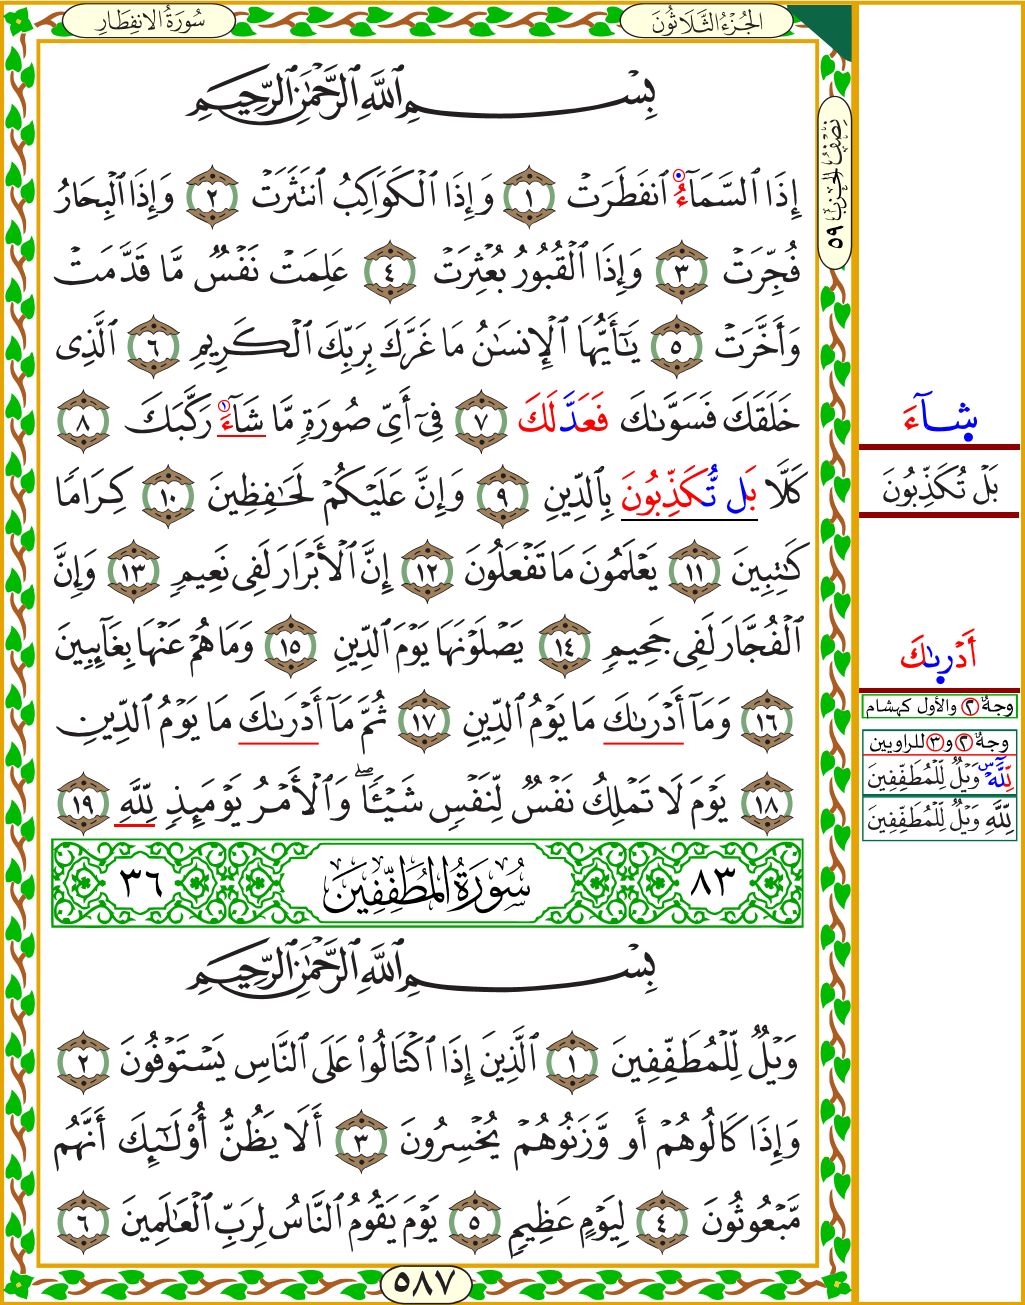 الجُزْءُ الثَّلَاثُونَ
سُورَةُ الانفِطَارِ
نِصْفُ الحِزْبِ ٥٩
بِسْمِ ٱللَّهِ ٱلرَّحْمَٰنِ ٱلرَّحِيمِ
إِذَا ٱلسَّمَآءُ ٱنفَطَرَتْ ١ وَإِذَا ٱلْكَوَاكِبُ ٱنتَثَرَتْ ٢ وَإِذَا ٱلْبِحَارُ
فُجِّرَتْ ٣ وَإِذَا ٱلْقُبُورُ بُعْثِرَتْ ٤ عَلِمَتْ نَفْسٌ مَّا قَدَّمَتْ
وَأَخَّرَتْ ٥ يَٰٓأَيُّهَا ٱلْإِنسَٰنُ مَا غَرَّكَ بِرَبِّكَ ٱلْكَرِيمِ ٦ ٱلَّذِى
خَلَقَكَ فَسَوَّىٰكَ فَعَدَّلَكَ ٧ فِىٓ أَىِّ صُورَةٍ مَّا شَآءَ رَكَّبَكَ ٨
كَلَّا بَل تُّكَذِّبُونَ بِٱلدِّينِ ٩ وَإِنَّ عَلَيْكُمْ لَحَٰفِظِينَ ١٠ كِرَامًا
كَٰتِبِينَ ١١ يَعْلَمُونَ مَا تَفْعَلُونَ ١٢ إِنَّ ٱلْأَبْرَارَ لَفِى نَعِيمٍ ١٣ وَإِنَّ
ٱلْفُجَّارَ لَفِى جَحِيمٍ ١٤ يَصْلَوْنَهَا يَوْمَ ٱلدِّينِ ١٥ وَمَا هُمْ عَنْهَا بِغَآئِبِينَ
١٦ وَمَآ أَدْرَىٰكَ مَا يَوْمُ ٱلدِّينِ ١٧ ثُمَّ مَآ أَدْرَىٰكَ مَا يَوْمُ ٱلدِّينِ
١٨ يَوْمَ لَا تَمْلِكُ نَفْسٌ لِّنَفْسٍ شَيْـًٔا ۖ وَٱلْأَمْرُ يَوْمَئِذٍ لِّلَّهِ ١٩
٨٣ سُورَةُ المُطَفِّفِينَ ٣٦
بِسْمِ ٱللَّهِ ٱلرَّحْمَٰنِ ٱلرَّحِيمِ
وَيْلٌ لِّلْمُطَفِّفِينَ ١ ٱلَّذِينَ إِذَا ٱكْتَالُوا۟ عَلَى ٱلنَّاسِ يَسْتَوْفُونَ ٢
وَإِذَا كَالُوهُمْ أَو وَّزَنُوهُمْ يُخْسِرُونَ ٣ أَلَا يَظُنُّ أُو۟لَٰٓئِكَ أَنَّهُم
مَّبْعُوثُونَ ٤ لِيَوْمٍ عَظِيمٍ ٥ يَوْمَ يَقُومُ ٱلنَّاسُ لِرَبِّ ٱلْعَٰلَمِينَ ٦
٥٨٧
شَآءَ
بَلْ تُكَذِّبُونَ
أَدْرَىٰكَ
وجهٌ ٢ والأول كهشام
وجهٌ ٢ و ٣ للراويين
لِّلَّهِ س وَيْلٌ لِّلْمُطَفِّفِينَ
لِّلَّهِ وَيْلٌ لِّلْمُطَفِّفِينَ